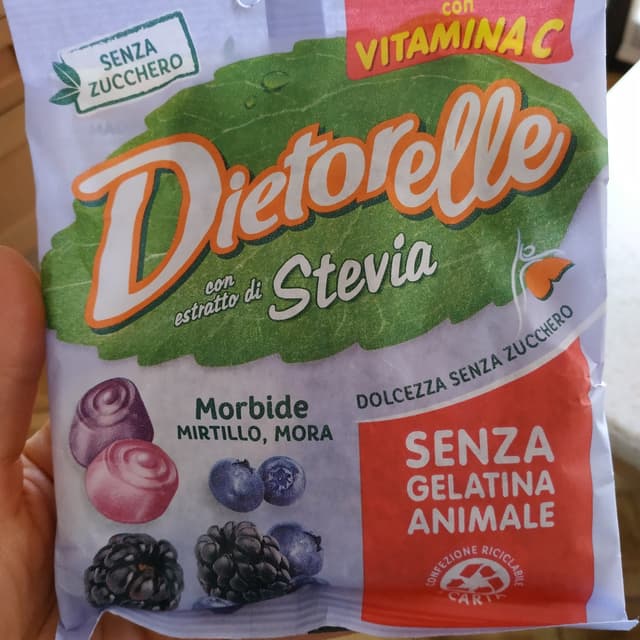 con
VITAMINA C
SENZA
ZUCCHERO
Dietorelle
con
estratto di
Stevia
DOLCEZZA SENZA ZUCCHERO
Morbide
MIRTILLO, MORA
SENZA
GELATINA
ANIMALE
CONFEZIONE RICICLABILE
CARTA